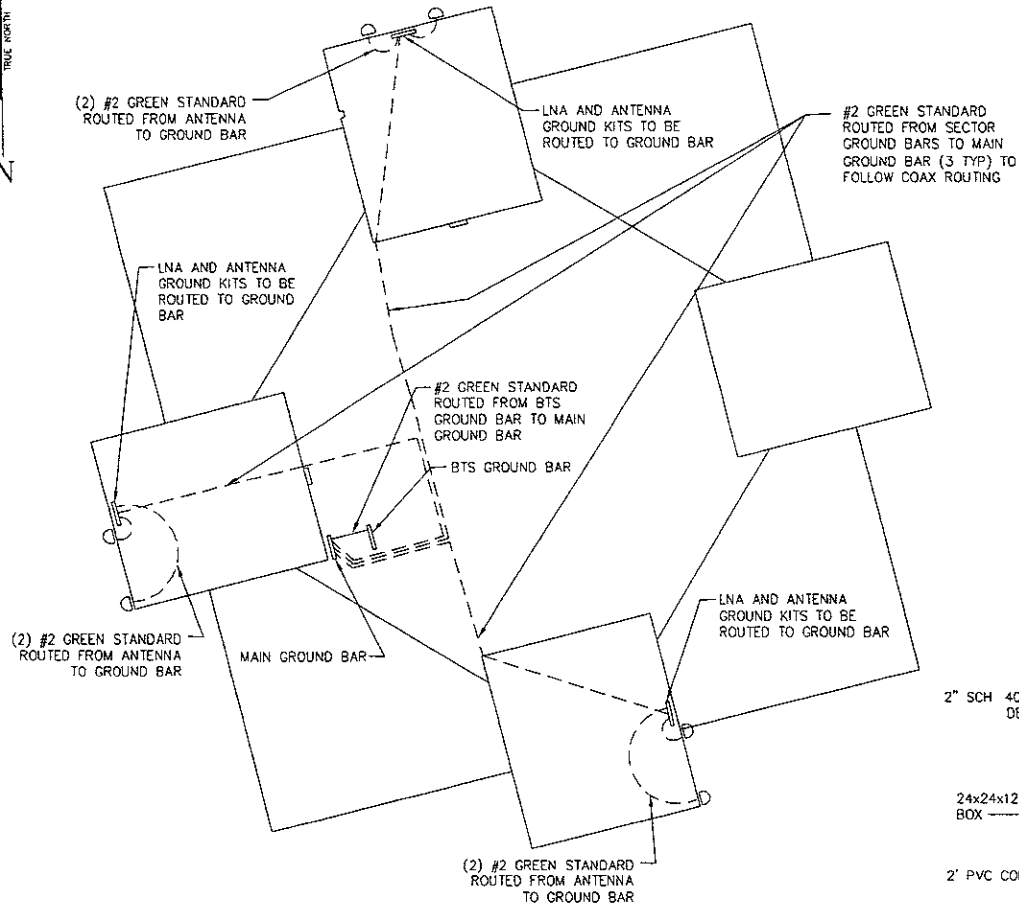 TRUE NORTH
(2) #2 GREEN STANDARD
ROUTED FROM ANTENNA
TO GROUND BAR
LNA AND ANTENNA
GROUND KITS TO BE
ROUTED TO GROUND BAR
#2 GREEN STANDARD
ROUTED FROM SECTOR
GROUND BARS TO MAIN
GROUND BAR (3 TYP) TO
FOLLOW COAX ROUTING
LNA AND ANTENNA
GROUND KITS TO BE
ROUTED TO GROUND
BAR
#2 GREEN STANDARD
ROUTED FROM BTS
GROUND BAR TO MAIN
GROUND BAR
BTS GROUND BAR
LNA AND ANTENNA
GROUND KITS TO BE
ROUTED TO GROUND BAR
(2) #2 GREEN STANDARD
ROUTED FROM ANTENNA
TO GROUND BAR
MAIN GROUND BAR
2" SCH 40
24x24x12
BOX
2' PVC
(2) #2 GREEN STANDARD
ROUTED FROM ANTENNA
TO GROUND BAR